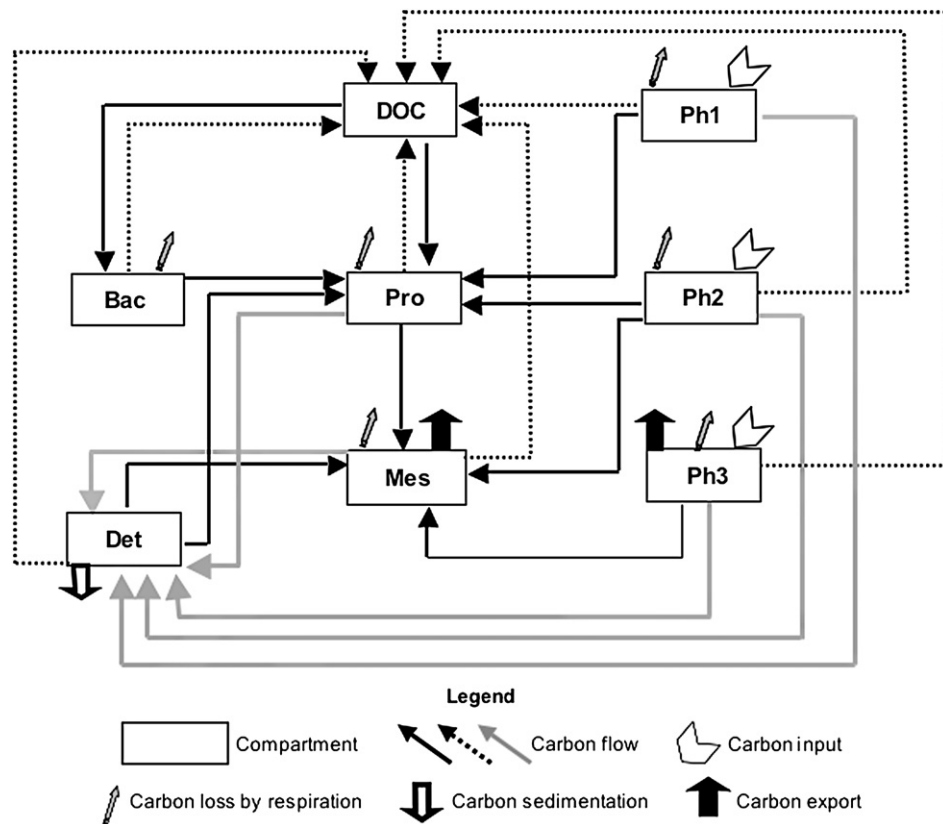 DOC
Ph1
Bac
Pro
Ph2
Mes
Ph3
Det
Legend
Compartment
Carbon flow
Carbon input
Carbon loss by respiration
Carbon sedimentation
Carbon export